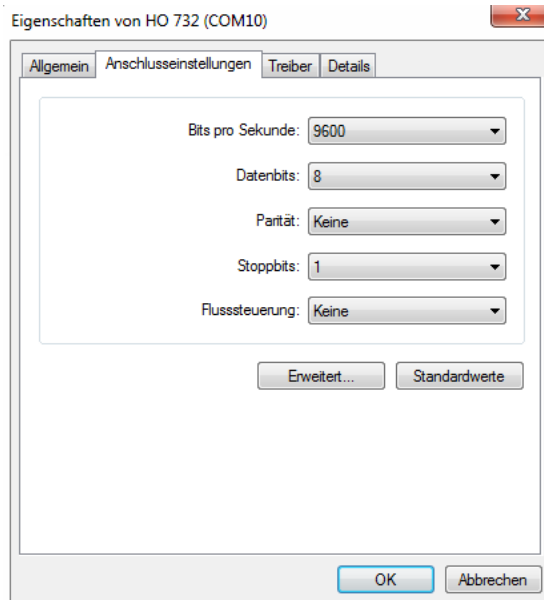 Eigenschaften von HO 732 (COM10)
Allgemein Anschlusseinstellungen Treiber Details
Bits pro Sekunde: 9600
Datenbits: 8
Parität: Keine
Stoppbits: 1
Flusssteuerung: Keine
Erweitert... Standardwerte
OK Abbrechen